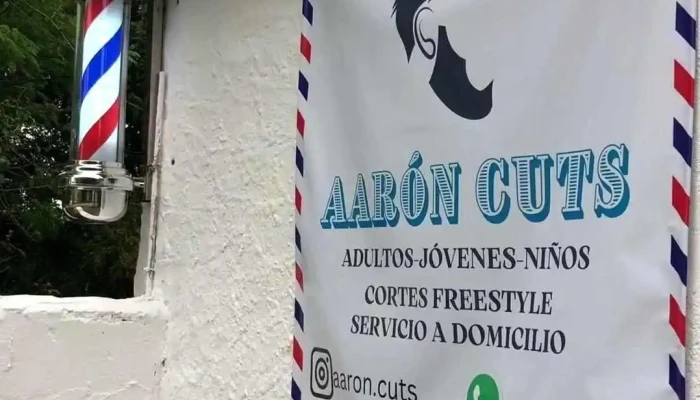 AARÓN CUTS
ADULTOS-JÓVENES-NIÑOS
CORTES FREESTYLE
SERVICIO A DOMICILIO
aaron.cuts